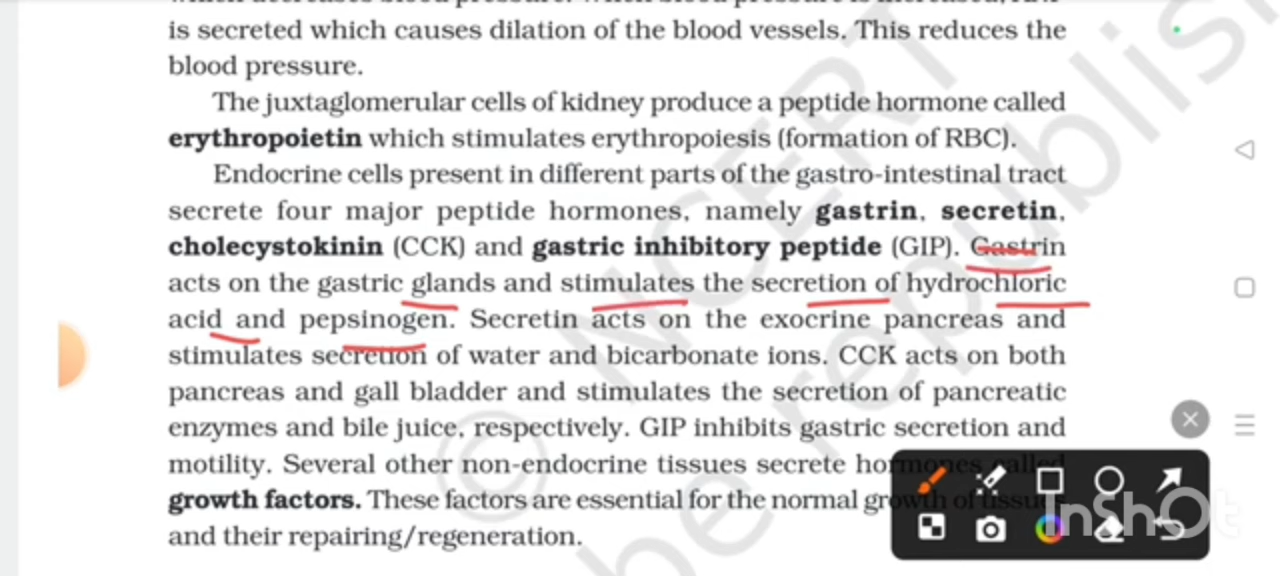 is secreted which causes dilation of the blood vessels. This reduces the
blood pressure.
The juxtaglomerular cells of kidney produce a peptide hormone called
erythropoietin which stimulates erythropoiesis (formation of RBC).
Endocrine cells present in different parts of the gastro-intestinal tract
secrete four major peptide hormones, namely gastrin, secretin,
cholecystokinin (CCK) and gastric inhibitory peptide (GIP). Gastrin
acts on the gastric glands and stimulates the secretion of hydrochloric
acid and pepsinogen. Secretin acts on the exocrine pancreas and
stimulates secretion of water and bicarbonate ions. CCK acts on both
pancreas and gall bladder and stimulates the secretion of pancreatic
enzymes and bile juice, respectively. GIP inhibits gastric secretion and
motility. Several other non-endocrine tissues secrete hormones called
growth factors. These factors are essential for the normal growth of tissues
and their repairing/regeneration.
© NCERT
be republis
InShOt